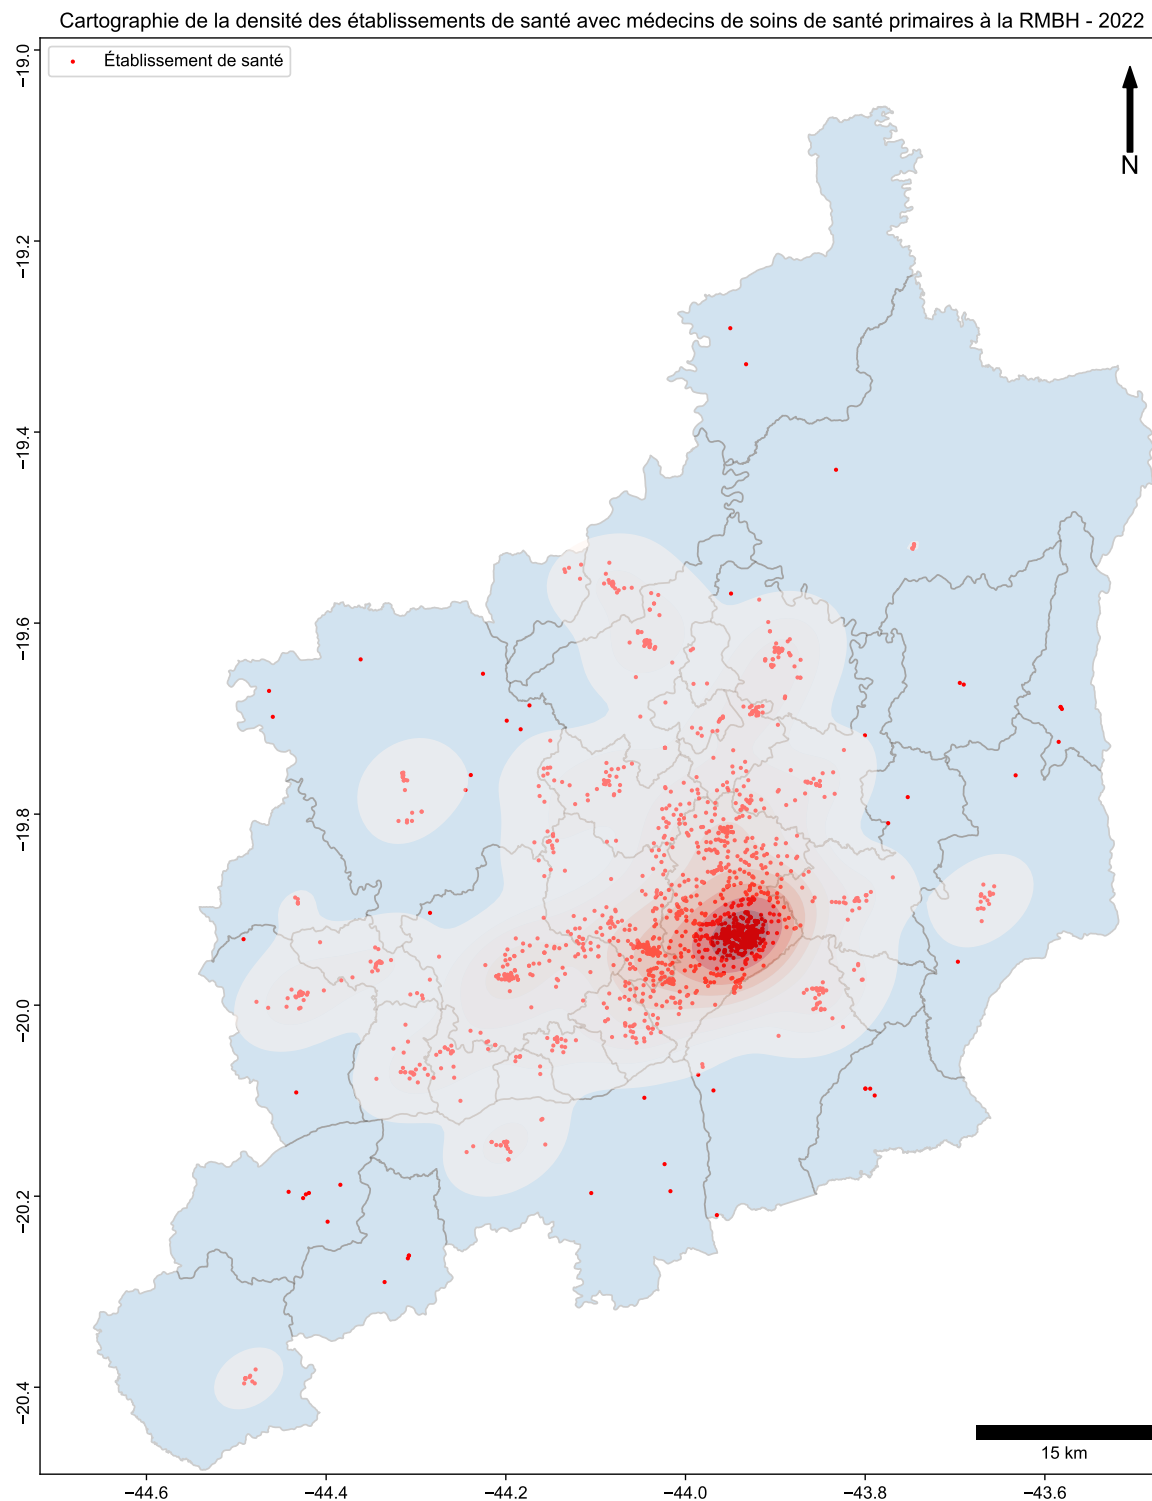 Cartographie de la densité des établissements de santé avec médecins de soins de santé primaires à la RMBH - 2022
Établissement de santé
N
−19.0
−19.2
−19.4
−19.6
−19.8
−20.0
−20.2
−20.4
15 km
−44.6 −44.4 −44.2 −44.0 −43.8 −43.6